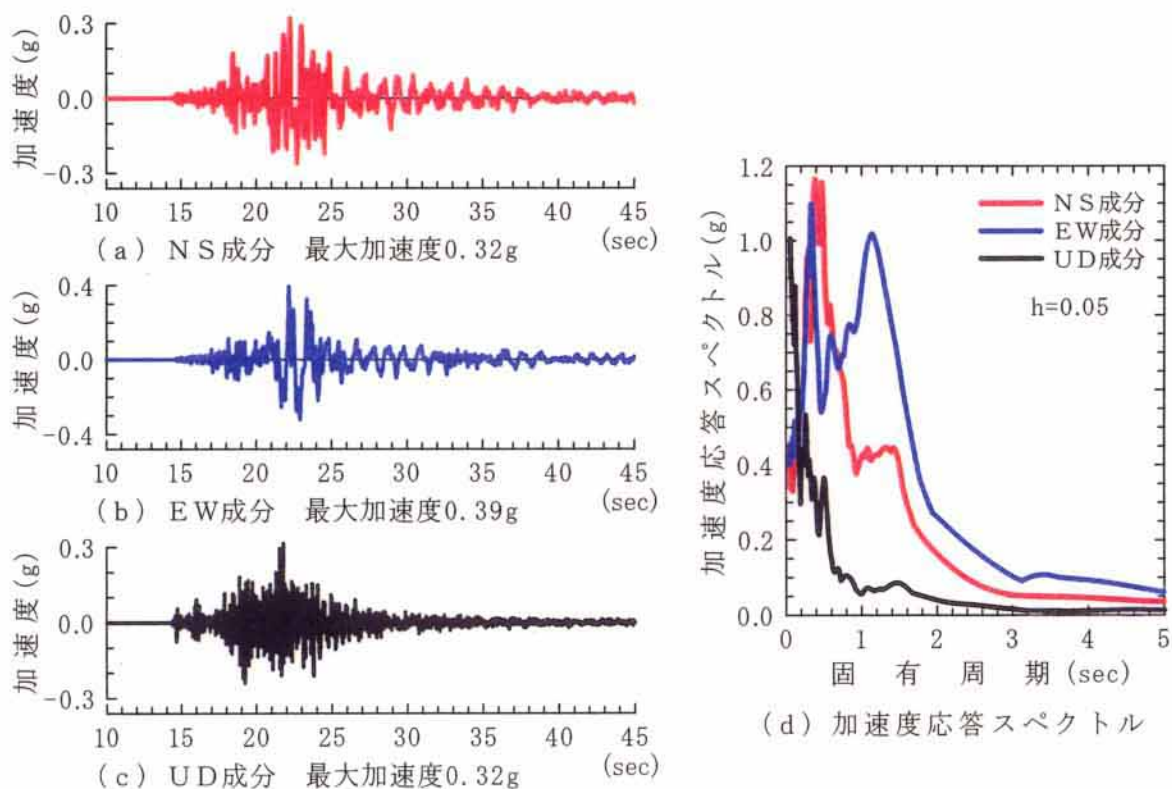 加速度(g)
0.3
0.0
-0.3
10 15 20 25 30 35 40 45
(sec)
(a) NS成分 最大加速度0.32g
加速度(g)
0.4
0.0
-0.4
10 15 20 25 30 35 40 45
(sec)
(b) EW成分 最大加速度0.39g
加速度(g)
0.3
0.0
-0.3
10 15 20 25 30 35 40 45
(sec)
(c) UD成分 最大加速度0.32g
加速度応答スペクトル(g)
1.2
1.0
0.8
0.6
0.4
0.2
0.0
NS成分
EW成分
UD成分
h=0.05
0 1 2 3 4 5
固有周期(sec)
(d) 加速度応答スペクトル